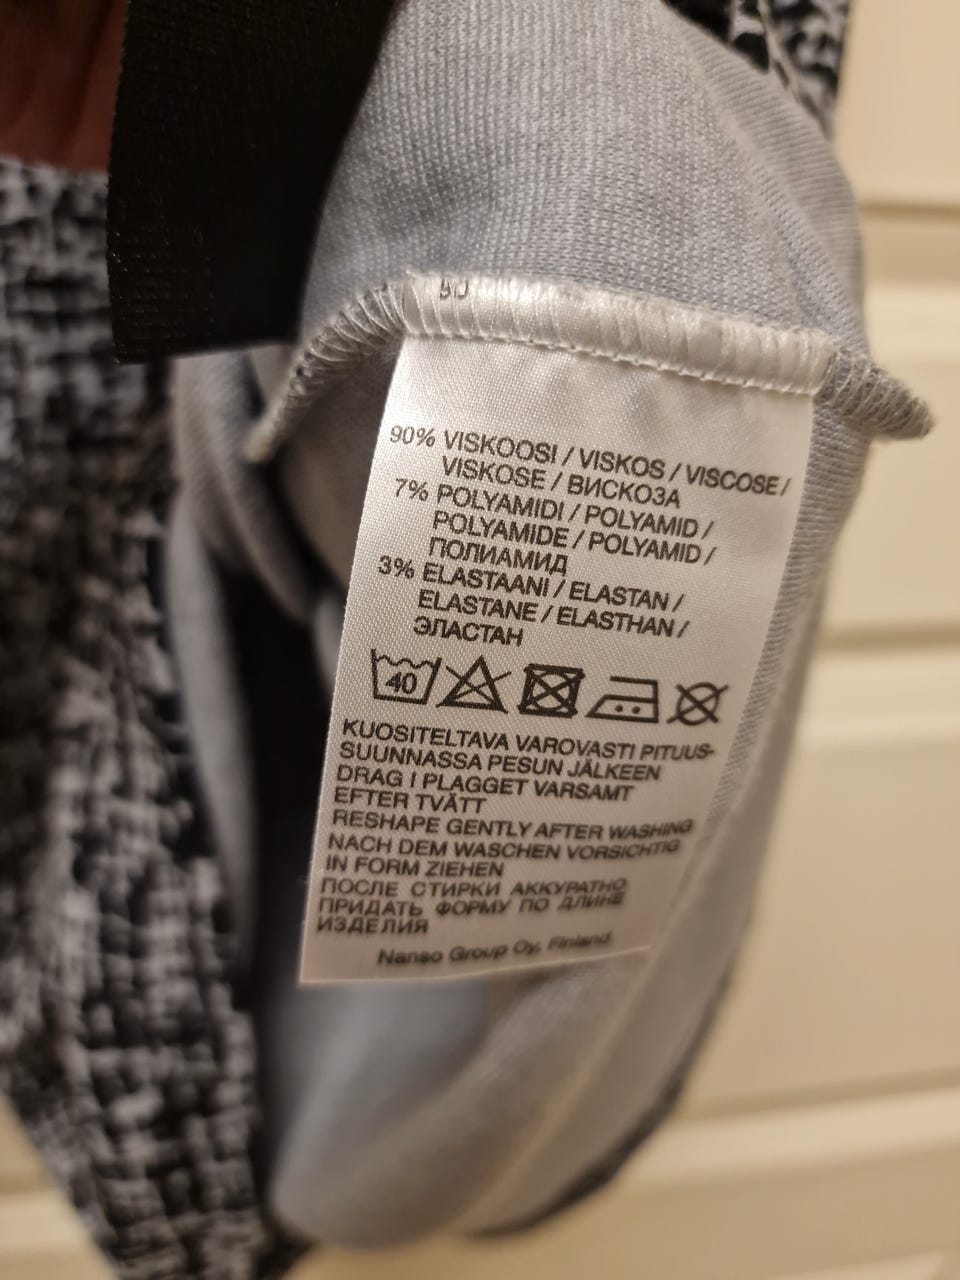 90% VISKOOSI / VISKOS / VISCOSE /
VISKOSE / ВИСКОЗА
7% POLYAMIDI / POLYAMID /
POLYAMIDE / POLYAMID /
ПОЛИАМИД
3% ELASTAANI / ELASTAN /
ELASTANE / ELASTHAN /
ЭЛАСТАН
40
KUOSITELTAVA VAROVASTI PITUUS-
SUUNNASSA PESUN JÄLKEEN
DRAG I PLAGGET VARSAMT
EFTER TVÄTT
RESHAPE GENTLY AFTER WASHING
NACH DEM WASCHEN VORSICHTIG
IN FORM ZIEHEN
ПОСЛЕ СТИРКИ АККУРАТНО
ПРИДАТЬ ФОРМУ ПО ДЛИНЕ
ИЗДЕЛИЯ
Nanso Group Oy, Finland